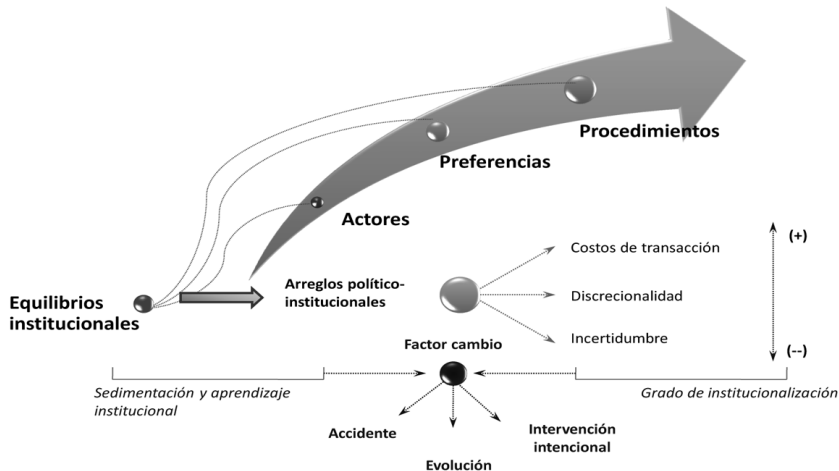 Procedimientos
Preferencias
Actores
Equilibrios
institucionales
Arreglos político-
institucionales
Costos de transacción
Discrecionalidad
Incertidumbre
(+)
(--)
Factor cambio
Sedimentación y aprendizaje
institucional
Grado de institucionalización
Accidente
Evolución
Intervención
intencional